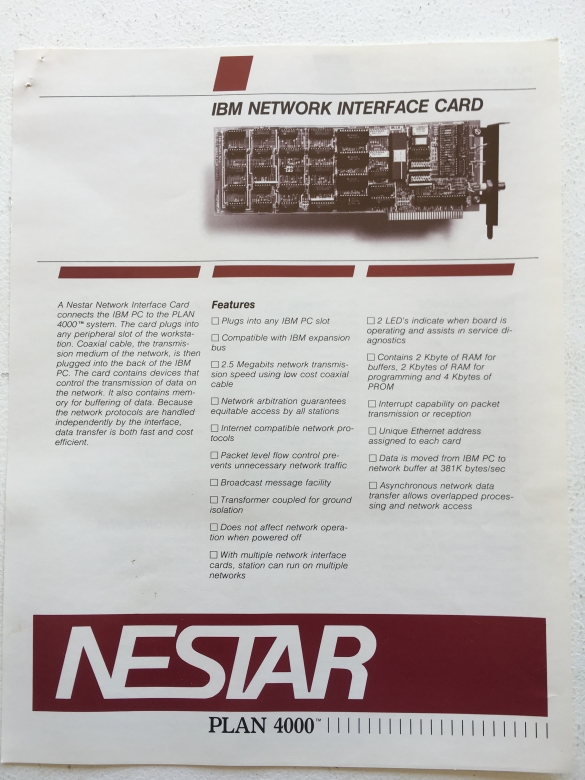 IBM NETWORK INTERFACE CARD
A Nestar Network Interface Card
connects the IBM PC to the PLAN
4000™ system. The card plugs into
any peripheral slot of the worksta-
tion. Coaxial cable, the transmis-
sion medium of the network, is then
plugged into the back of the IBM
PC. The card contains devices that
control the transmission of data on
the network. It also contains mem-
ory for buffering of data. Because
the network protocols are handled
independently by the interface,
data transfer is both fast and cost
efficient.
Features
☐ Plugs into any IBM PC slot
☐ Compatible with IBM expansion
bus
☐ 2.5 Megabits network transmis-
sion speed using low cost coaxial
cable
☐ Network arbitration guarantees
equitable access by all stations
☐ Internet compatible network pro-
tocols
☐ Packet level flow control pre-
vents unnecessary network traffic
☐ Broadcast message facility
☐ Transformer coupled for ground
isolation
☐ Does not affect network opera-
tion when powered off
☐ With multiple network interface
cards, station can run on multiple
networks
☐ 2 LED's indicate when board is
operating and assists in service di-
agnostics
☐ Contains 2 Kbyte of RAM for
buffers, 2 Kbytes of RAM for
programming and 4 Kbytes of
PROM
☐ Interrupt capability on packet
transmission or reception
☐ Unique Ethernet address
assigned to each card
☐ Data is moved from IBM PC to
network buffer at 381K bytes/sec
☐ Asynchronous network data
transfer allows overlapped proces-
sing and network access
NESTAR
PLAN 4000™